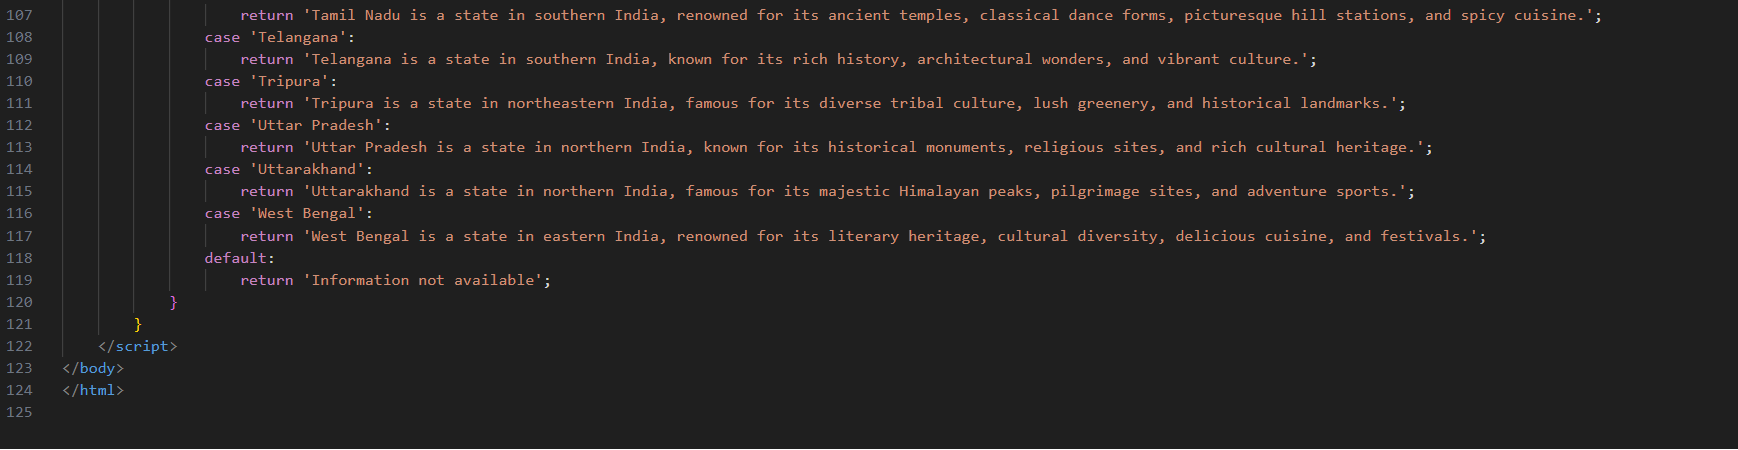 107 return 'Tamil Nadu is a state in southern India, renowned for its ancient temples, classical dance forms, picturesque hill stations, and spicy cuisine.';
108 case 'Telangana':
109 return 'Telangana is a state in southern India, known for its rich history, architectural wonders, and vibrant culture.';
110 case 'Tripura':
111 return 'Tripura is a state in northeastern India, famous for its diverse tribal culture, lush greenery, and historical landmarks.';
112 case 'Uttar Pradesh':
113 return 'Uttar Pradesh is a state in northern India, known for its historical monuments, religious sites, and rich cultural heritage.';
114 case 'Uttarakhand':
115 return 'Uttarakhand is a state in northern India, famous for its majestic Himalayan peaks, pilgrimage sites, and adventure sports.';
116 case 'West Bengal':
117 return 'West Bengal is a state in eastern India, renowned for its literary heritage, cultural diversity, delicious cuisine, and festivals.';
118 default:
119 return 'Information not available';
120 }
121 }
122 </script>
123 </body>
124 </html>
125